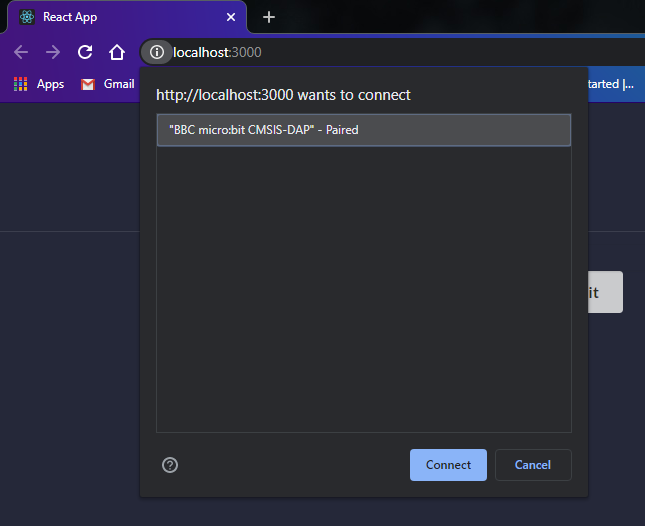 React App
localhost:3000
Apps
Gmail
tarted |...
http://localhost:3000 wants to connect
"BBC micro:bit CMSIS-DAP" - Paired
it
Connect
Cancel